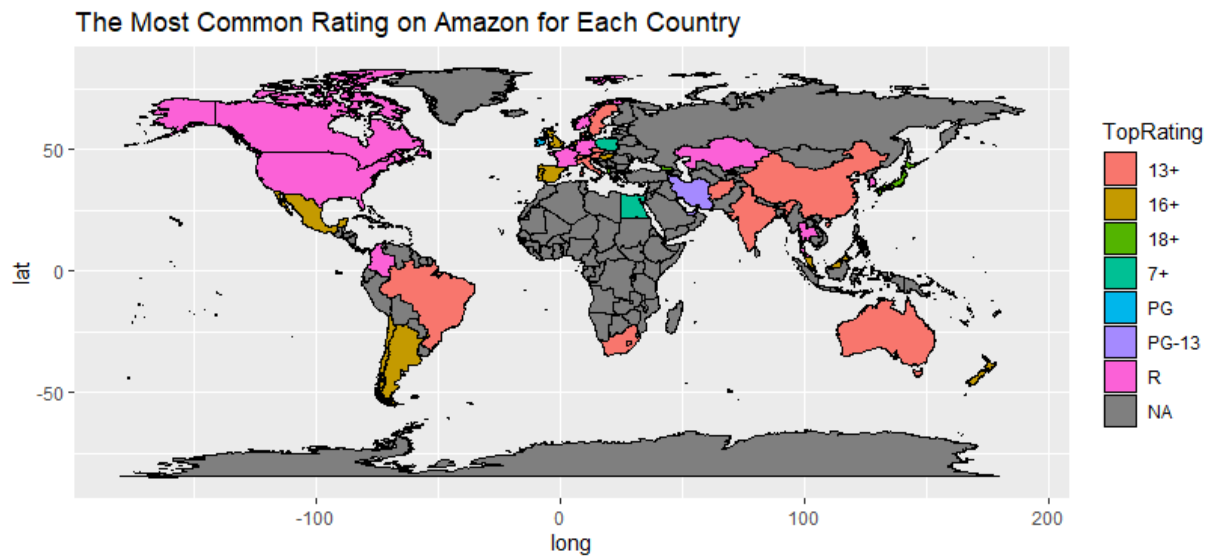 The Most Common Rating on Amazon for Each Country
lat
50
0
-50
-100
0
100
200
long
TopRating
13+
16+
18+
7+
PG
PG-13
R
NA